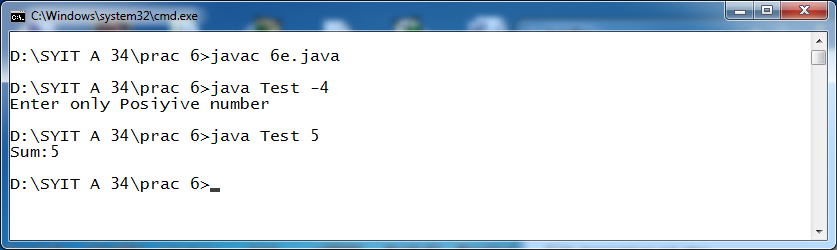 C:\Windows\system32\cmd.exe
D:\SYIT A 34\prac 6>javac 6e.java
D:\SYIT A 34\prac 6>java Test -4
Enter only Posiyive number
D:\SYIT A 34\prac 6>java Test 5
Sum:5
D:\SYIT A 34\prac 6>